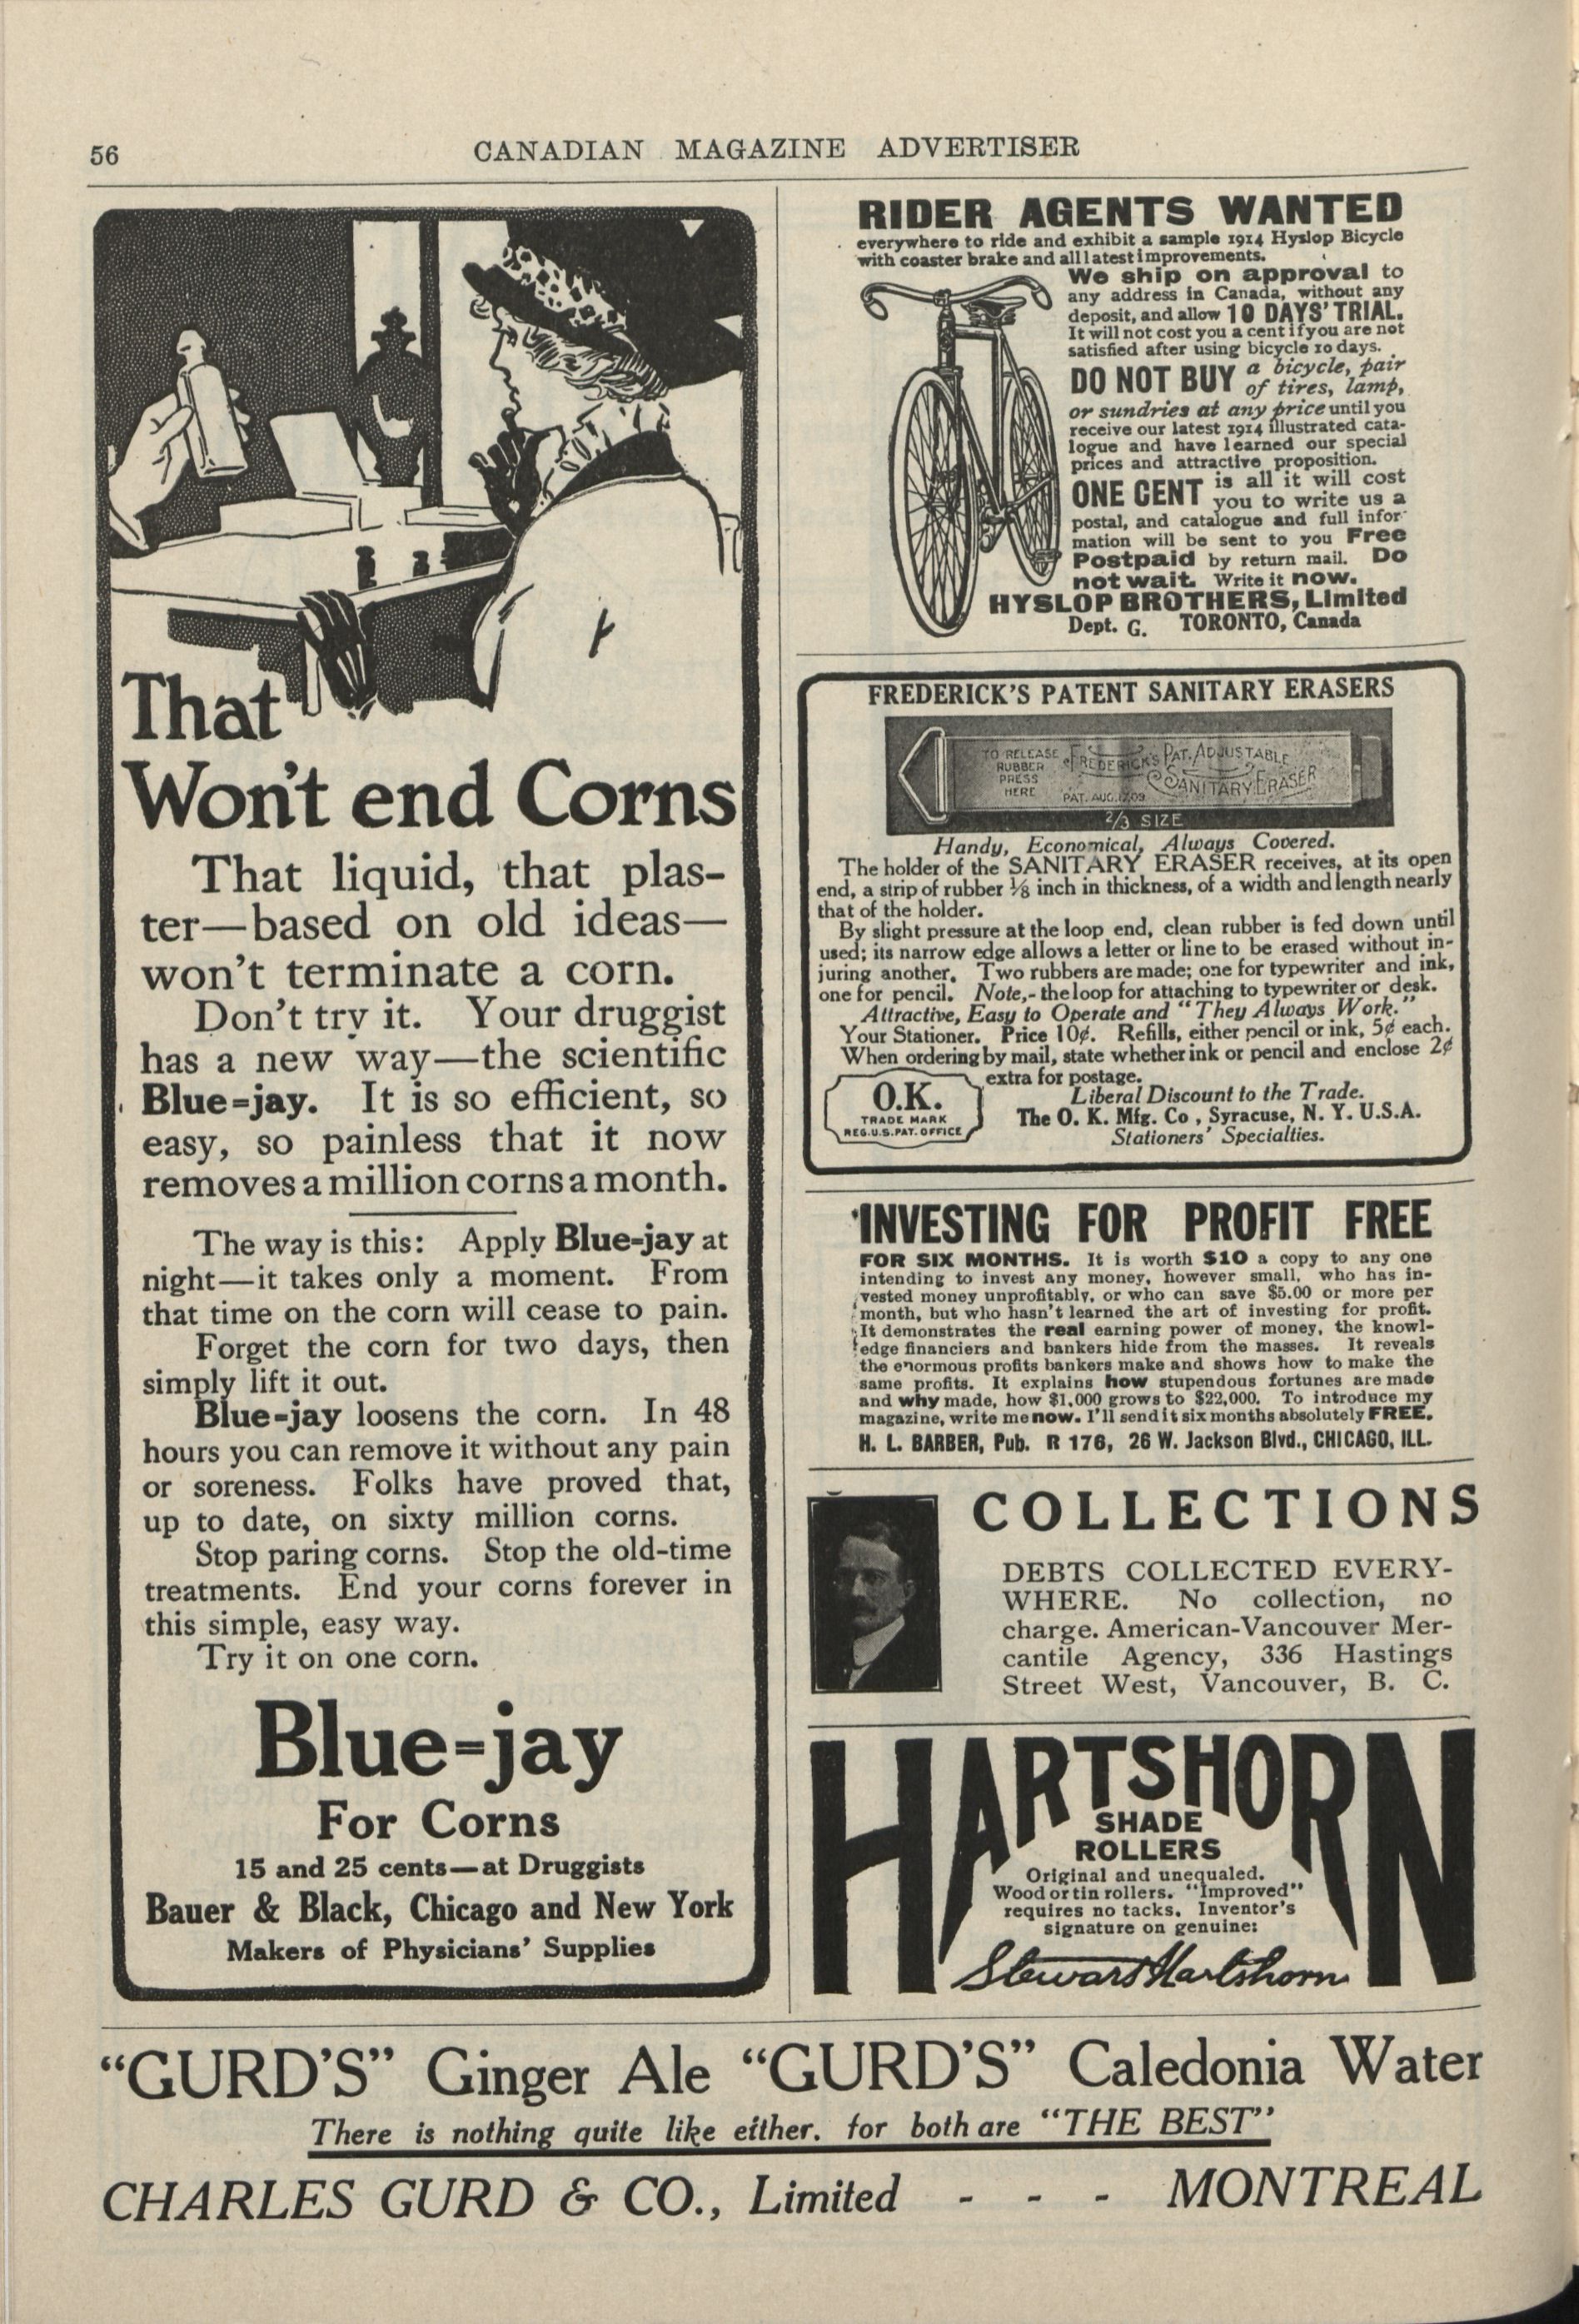 56
CANADIAN MAGAZINE ADVERTISER
That
Won't end Corns
That liquid, that plas-
ter—based on old ideas—
won't terminate a corn.
Don't try it. Your druggist
has a new way—the scientific
Blue=jay. It is so efficient, so
easy, so painless that it now
removes a million corns a month.
The way is this: Apply Blue=jay at
night—it takes only a moment. From
that time on the corn will cease to pain.
Forget the corn for two days, then
simply lift it out.
Blue=jay loosens the corn. In 48
hours you can remove it without any pain
or soreness. Folks have proved that,
up to date, on sixty million corns.
Stop paring corns. Stop the old-time
treatments. End your corns forever in
this simple, easy way.
Try it on one corn.
Blue=jay
For Corns
15 and 25 cents—at Druggists
Bauer & Black, Chicago and New York
Makers of Physicians' Supplies
RIDER AGENTS WANTED
everywhere to ride and exhibit a sample 1914 Hyslop Bicycle
with coaster brake and all latest improvements.
We ship on approval to
any address in Canada, without any
deposit, and allow 10 DAYS' TRIAL.
It will not cost you a cent if you are not
satisfied after using bicycle 10 days.
DO NOT BUY a bicycle, pair
of tires, lamp,
or sundries at any price until you
receive our latest 1914 illustrated cata-
logue and have learned our special
prices and attractive proposition.
ONE CENT is all it will cost
you to write us a
postal, and catalogue and full infor-
mation will be sent to you Free
Postpaid by return mail. Do
not wait. Write it now.
HYSLOP BROTHERS, Limited
Dept. G. TORONTO, Canada
FREDERICK'S PATENT SANITARY ERASERS
TO RELEASE
RUBBER
PRESS
HERE
FREDERICK'S PAT. ADJUSTABLE
SANITARY ERASER
PAT. AUG. 17.09
2/3 SIZE
Handy, Economical, Always Covered.
The holder of the SANITARY ERASER receives, at its open
end, a strip of rubber ⅛ inch in thickness, of a width and length nearly
that of the holder.
By slight pressure at the loop end, clean rubber is fed down until
used; its narrow edge allows a letter or line to be erased without in-
juring another. Two rubbers are made; one for typewriter and ink,
one for pencil. Note,- the loop for attaching to typewriter or desk.
Attractive, Easy to Operate and "They Always Work."
Your Stationer. Price 10¢. Refills, either pencil or ink, 5¢ each.
When ordering by mail, state whether ink or pencil and enclose 2¢
extra for postage.
O.K.
TRADE MARK
REG.U.S.PAT.OFFICE
Liberal Discount to the Trade.
The O. K. Mfg. Co , Syracuse, N. Y. U.S.A.
Stationers' Specialties.
INVESTING FOR PROFIT FREE
FOR SIX MONTHS. It is worth $10 a copy to any one
intending to invest any money, however small, who has in-
vested money unprofitably, or who can save $5.00 or more per
month, but who hasn't learned the art of investing for profit.
It demonstrates the real earning power of money, the knowl-
edge financiers and bankers hide from the masses. It reveals
the enormous profits bankers make and shows how to make the
same profits. It explains how stupendous fortunes are made
and why made, how $1,000 grows to $22,000. To introduce my
magazine, write me now. I'll send it six months absolutely FREE.
H. L. BARBER, Pub. R 176, 26 W. Jackson Blvd., CHICAGO, ILL.
COLLECTIONS
DEBTS COLLECTED EVERY-
WHERE. No collection, no
charge. American-Vancouver Mer-
cantile Agency, 336 Hastings
Street West, Vancouver, B. C.
HARTSHORN
SHADE
ROLLERS
Original and unequaled.
Wood or tin rollers. "Improved"
requires no tacks. Inventor's
signature on genuine:
Stewart Hartshorn
"GURD'S" Ginger Ale "GURD'S" Caledonia Water
There is nothing quite like either. for both are "THE BEST"
CHARLES GURD & CO., Limited - - - MONTREAL